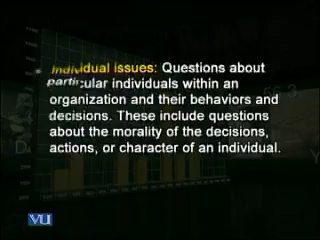 • Individual issues: Questions about
particular individuals within an
organization and their behaviors and
decisions. These include questions
about the morality of the decisions,
actions, or character of an individual.
VU